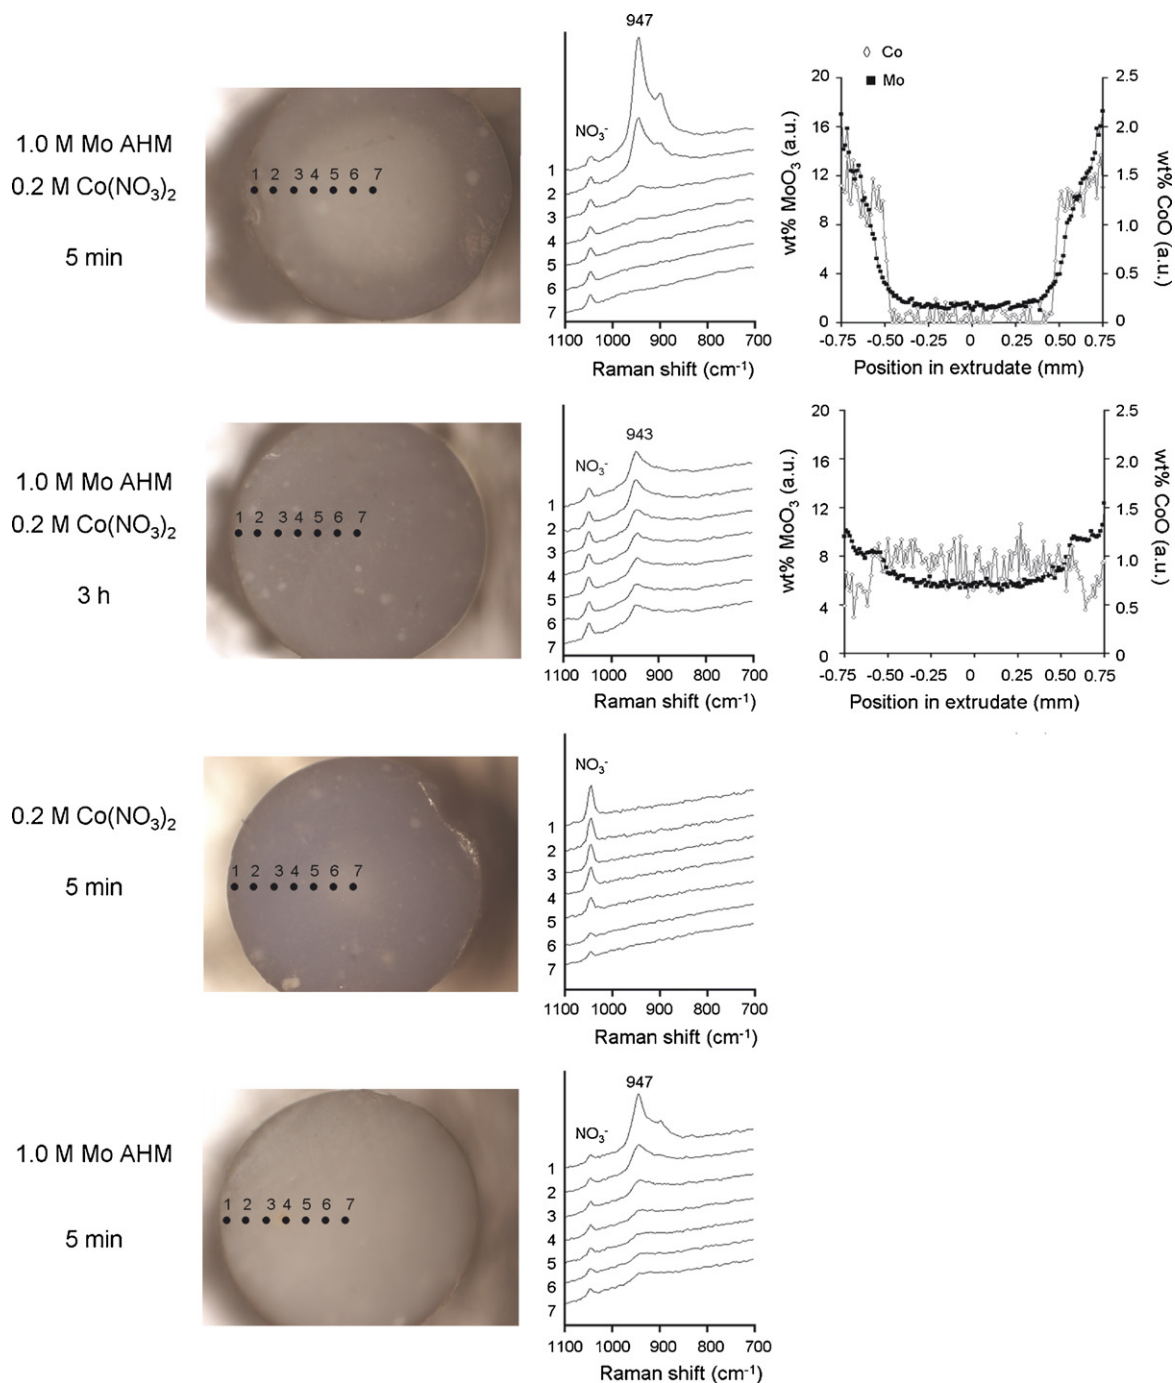 1.0 M Mo AHM
0.2 M Co(NO₃)₂
5 min
1 2 3 4 5 6 7
947
NO₃⁻
1
2
3
4
5
6
7
1100 1000 900 800 700
Raman shift (cm⁻¹)
Co
Mo
wt% MoO₃ (a.u.)
20
16
12
8
4
0
2.5
2.0
1.5
1.0
0.5
0
wt% CoO (a.u.)
-0.75 -0.50 -0.25 0 0.25 0.50 0.75
Position in extrudate (mm)
1.0 M Mo AHM
0.2 M Co(NO₃)₂
3 h
1 2 3 4 5 6 7
943
NO₃⁻
1
2
3
4
5
6
7
1100 1000 900 800 700
Raman shift (cm⁻¹)
wt% MoO₃ (a.u.)
20
16
12
8
4
0
2.5
2.0
1.5
1.0
0.5
0
wt% CoO (a.u.)
-0.75 -0.50 -0.25 0 0.25 0.50 0.75
Position in extrudate (mm)
0.2 M Co(NO₃)₂
5 min
1 2 3 4 5 6 7
NO₃⁻
1
2
3
4
5
6
7
1100 1000 900 800 700
Raman shift (cm⁻¹)
1.0 M Mo AHM
5 min
1 2 3 4 5 6 7
947
NO₃⁻
1
2
3
4
5
6
7
1100 1000 900 800 700
Raman shift (cm⁻¹)